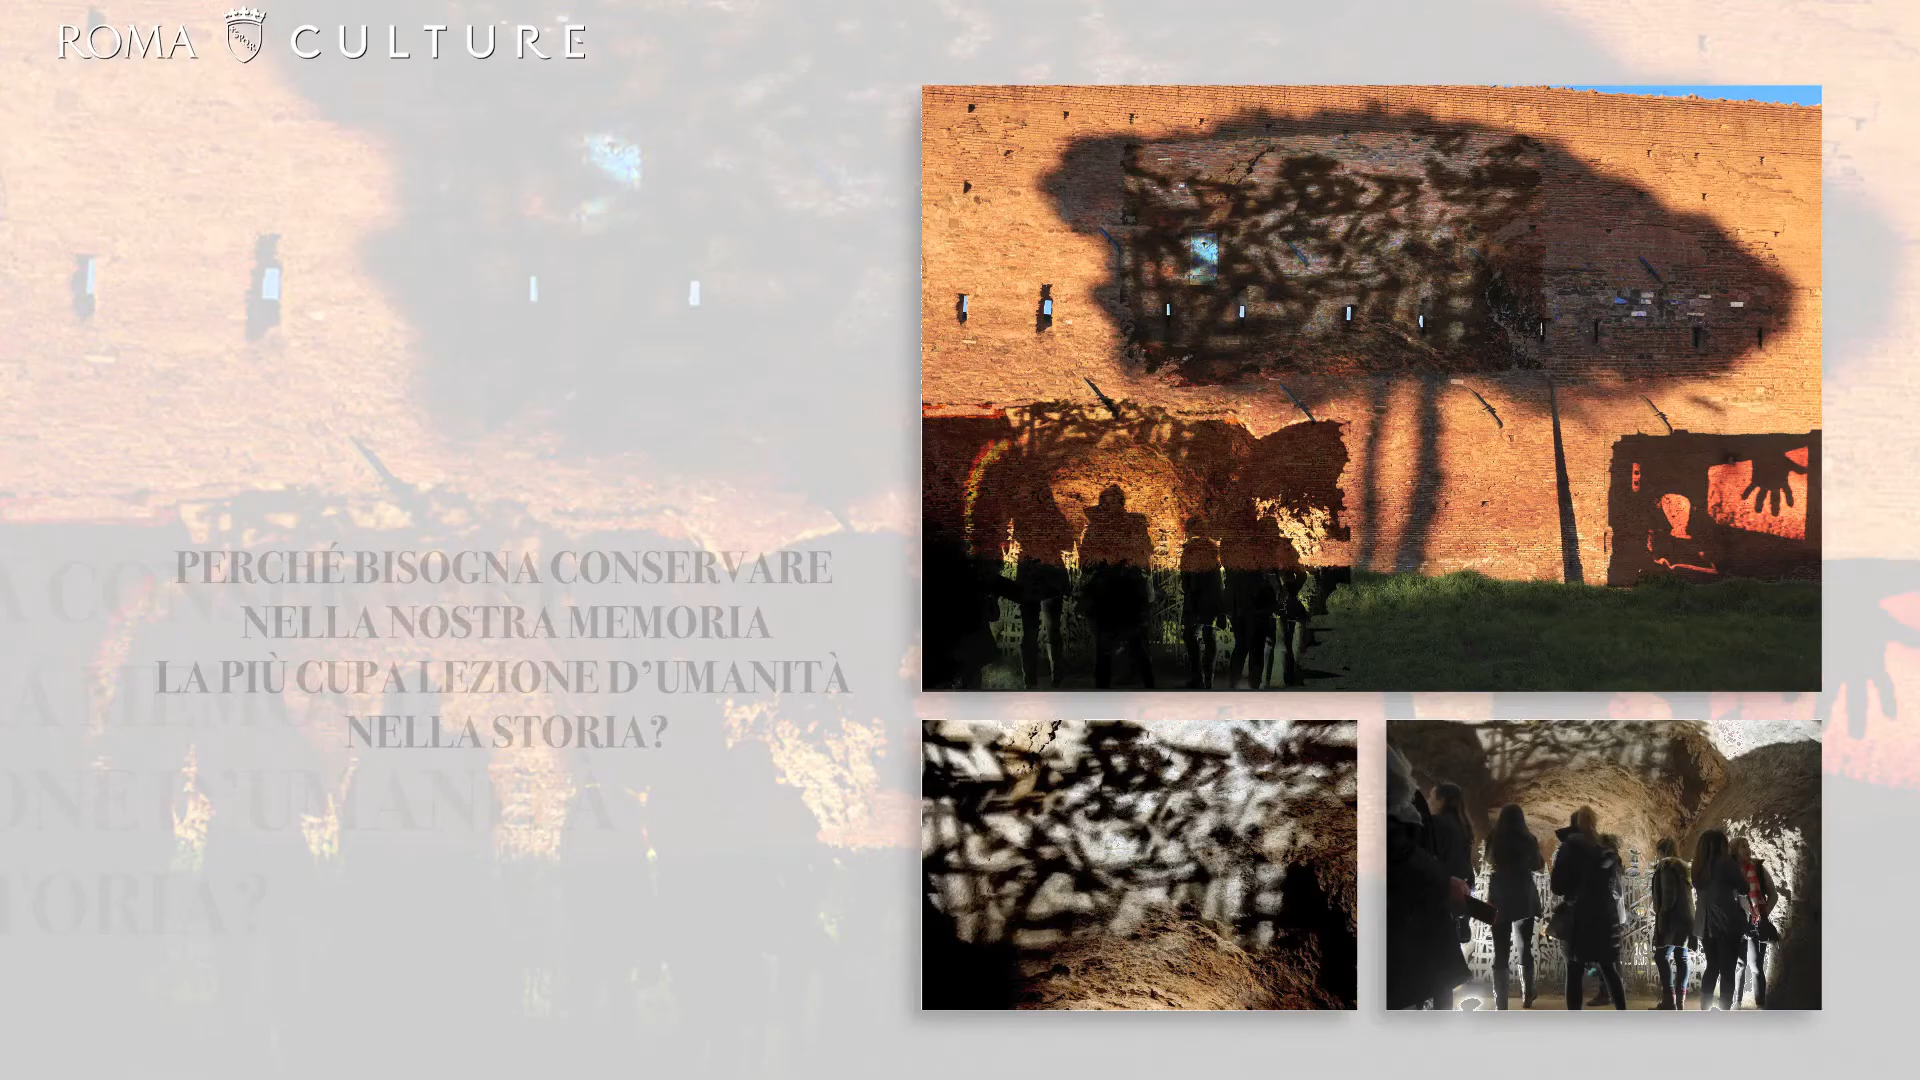 ROMA CULTURE
PERCHÉ BISOGNA CONSERVARE
NELLA NOSTRA MEMORIA
LA PIÙ CUPA LEZIONE D’UMANITÀ
NELLA STORIA?